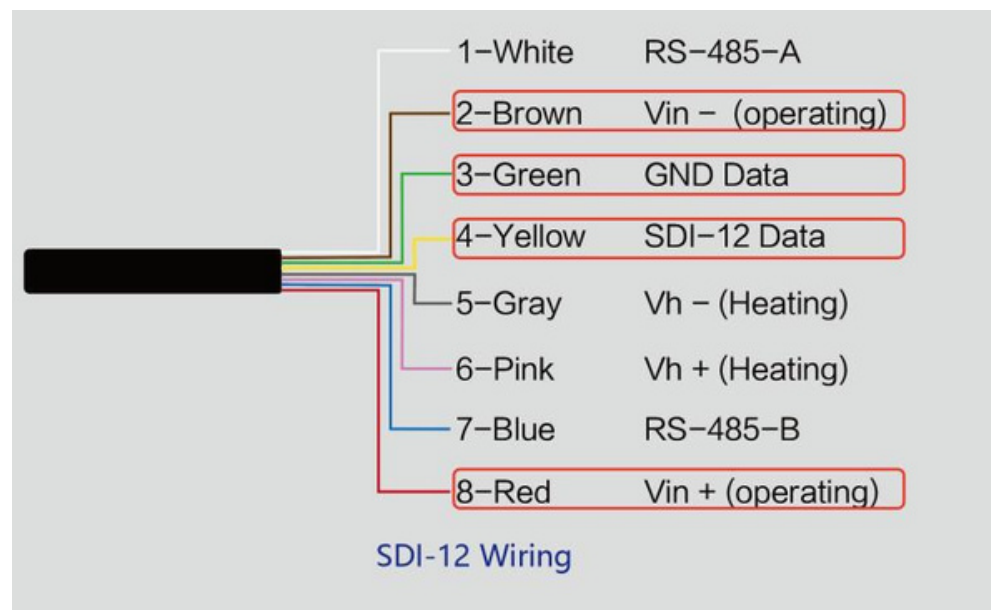 1-White RS-485-A
2-Brown Vin - (operating)
3-Green GND Data
4-Yellow SDI-12 Data
5-Gray Vh - (Heating)
6-Pink Vh + (Heating)
7-Blue RS-485-B
8-Red Vin + (operating)
SDI-12 Wiring